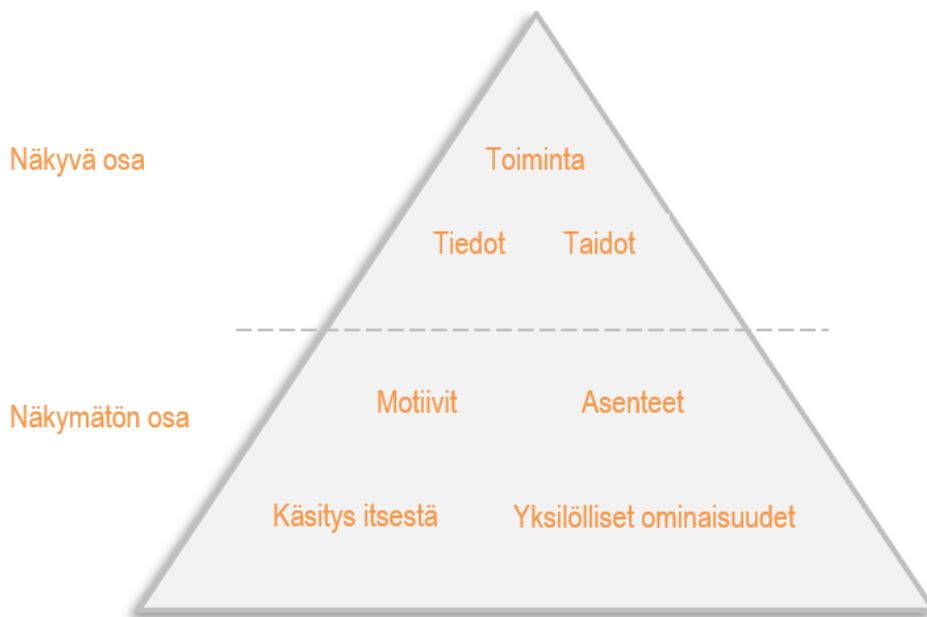 Näkyvä osa
Toiminta
Tiedot
Taidot
Näkymätön osa
Motiivit
Asenteet
Käsitys itsestä
Yksilölliset ominaisuudet